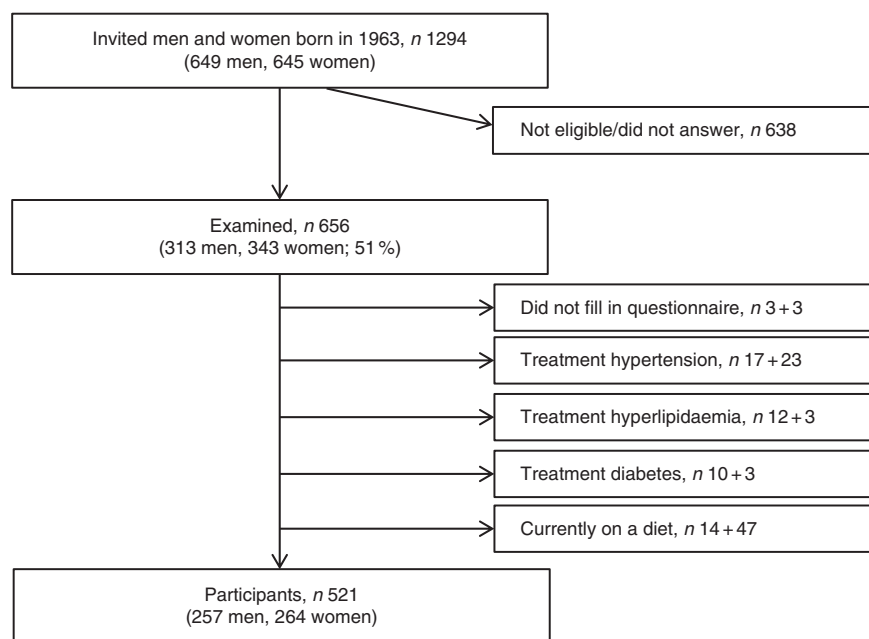 Invited men and women born in 1963, n 1294
(649 men, 645 women)
Not eligible/did not answer, n 638
Examined, n 656
(313 men, 343 women; 51 %)
Did not fill in questionnaire, n 3 + 3
Treatment hypertension, n 17 + 23
Treatment hyperlipidaemia, n 12 + 3
Treatment diabetes, n 10 + 3
Currently on a diet, n 14 + 47
Participants, n 521
(257 men, 264 women)